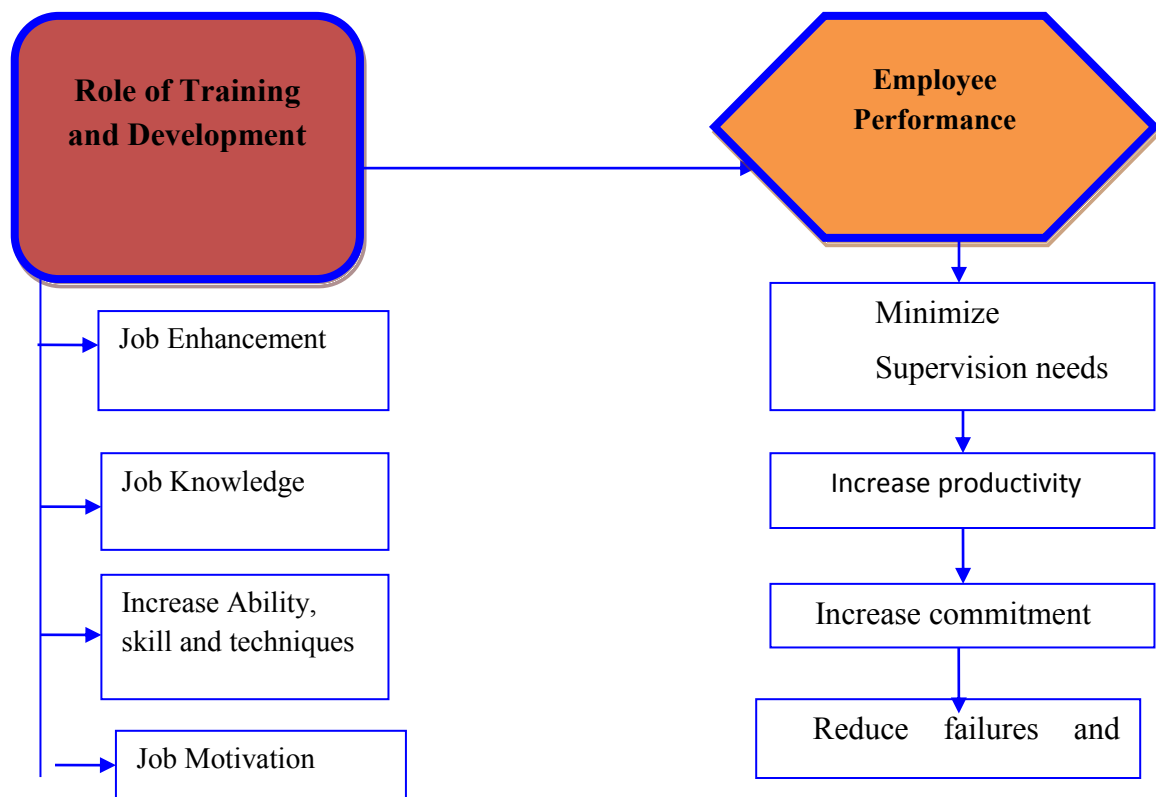 Role of Training
and Development
Employee
Performance
Job Enhancement
Job Knowledge
Increase Ability,
skill and techniques
Job Motivation
Minimize
Supervision needs
Increase productivity
Increase commitment
Reduce failures and